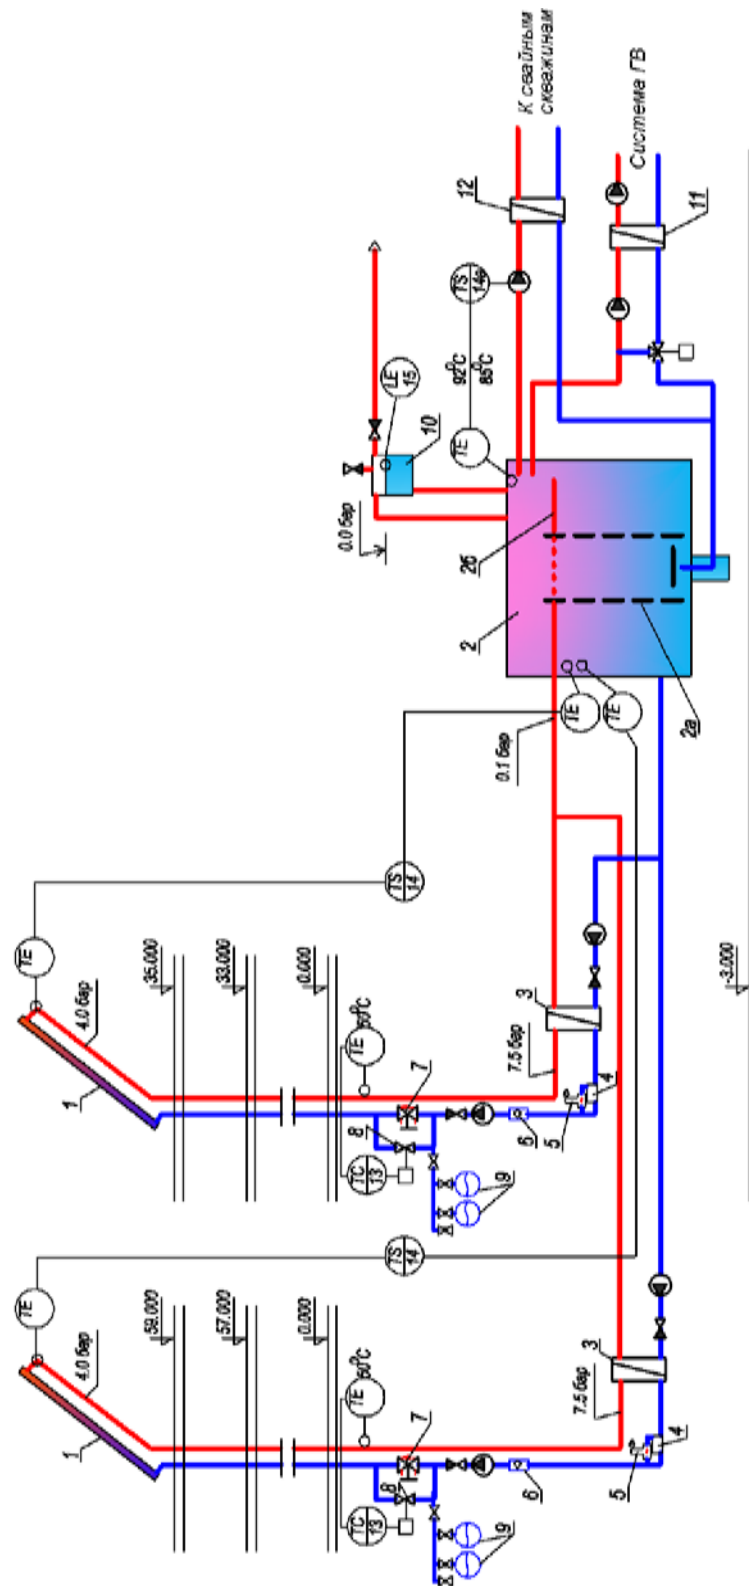 TE
TE
1
4.0 бар
1
4.0 бар
59.000
35.000
57.000
33.000
0.000
0.000
0.0 бар
TE
60°C
TE
60°C
TC
13
8
TC
13
8
TS
14
TS
14
LE
15
7
7
10
92°C
85°C
TE
TS
14а
12
2
2б
9
6
9
6
0.1 бар
7.5 бар
3
К свайным
скважинам
TE
TE
5
4
7.5 бар
3
5
4
Система ГВ
2а
11
-3.000